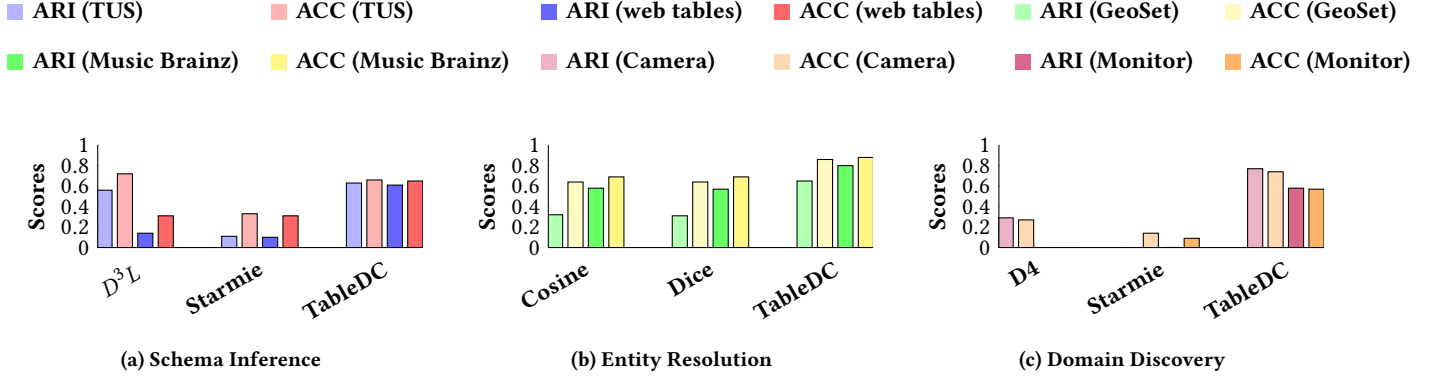 ARI (TUS) ACC (TUS) ARI (web tables) ACC (web tables) ARI (GeoSet) ACC (GeoSet)
ARI (Music Brainz) ACC (Music Brainz) ARI (Camera) ACC (Camera) ARI (Monitor) ACC (Monitor)
Scores
1
0.8
0.6
0.4
0.2
0
D³L
Starmie
TableDC
(a) Schema Inference
Scores
1
0.8
0.6
0.4
0.2
0
Cosine
Dice
TableDC
(b) Entity Resolution
Scores
1
0.8
0.6
0.4
0.2
0
D4
Starmie
TableDC
(c) Domain Discovery